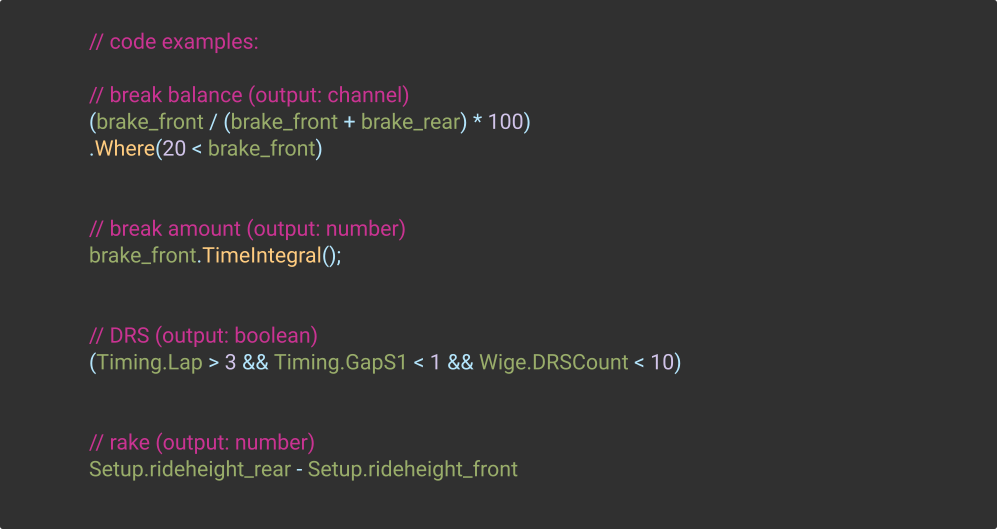 // code examples:
// break balance (output: channel)
(brake_front / (brake_front + brake_rear) * 100)
.Where(20 < brake_front)
// break amount (output: number)
brake_front.TimeIntegral();
// DRS (output: boolean)
(Timing.Lap > 3 && Timing.GapS1 < 1 && Wige.DRSCount < 10)
// rake (output: number)
Setup.rideheight_rear - Setup.rideheight_front